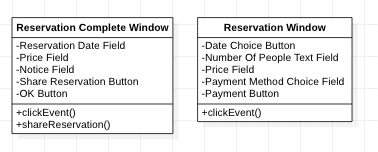 Reservation Complete Window
-Reservation Date Field
-Price Field
-Notice Field
-Share Reservation Button
-OK Button
+clickEvent()
+shareReservation()
Reservation Window
-Date Choice Button
-Number Of People Text Field
-Price Field
-Payment Method Choice Field
-Payment Button
+clickEvent()